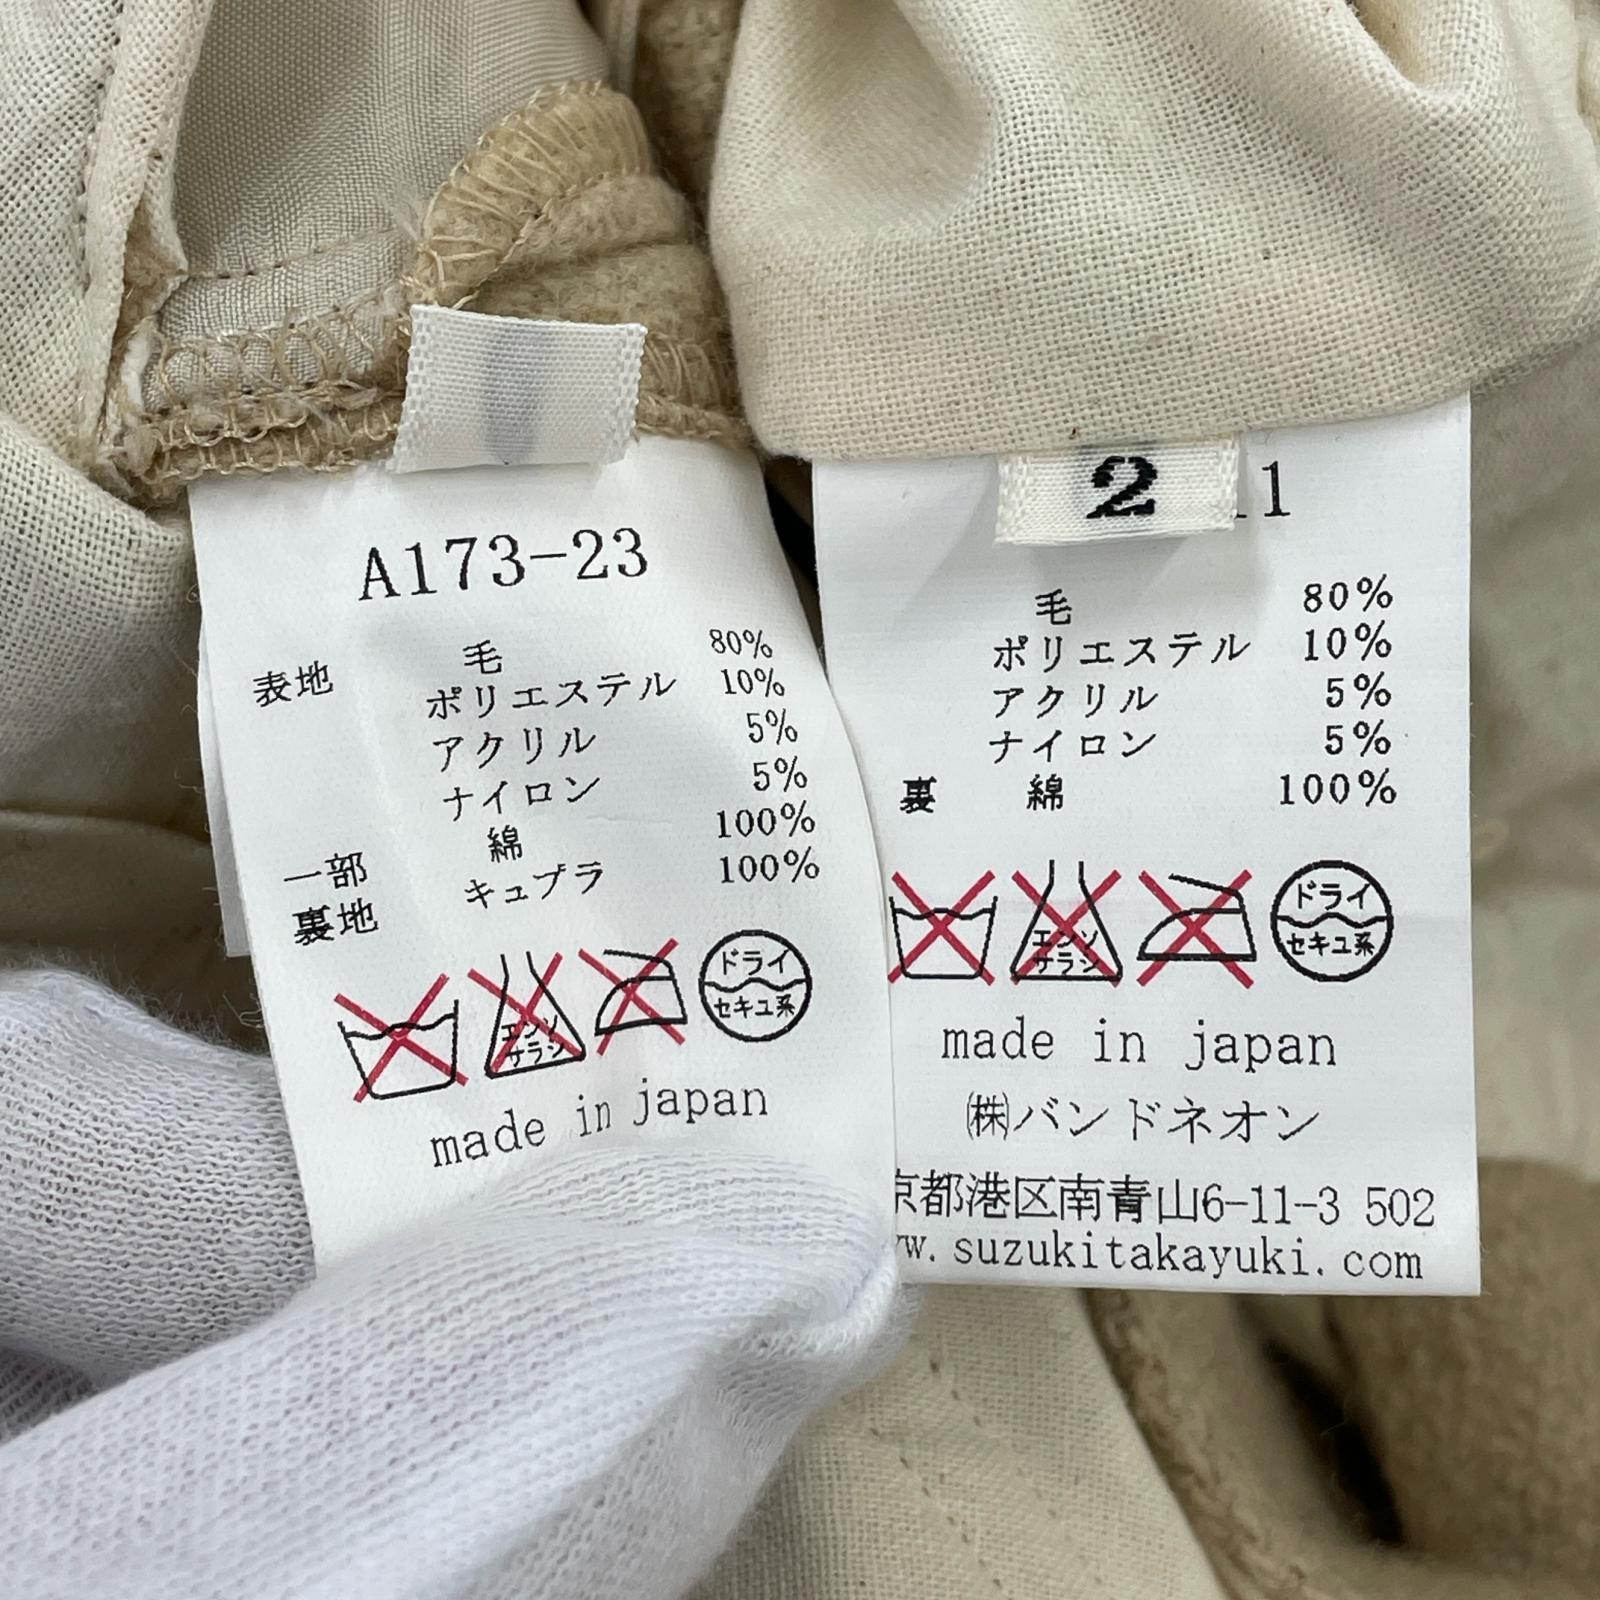 A173-23
表地 毛 80%
ポリエステル 10%
アクリル 5%
ナイロン 5%
綿 100%
一部 キュプラ 100%
裏地
エンソ
サラシ
ドライ
セキユ系
made in japan
2
1
毛 80%
ポリエステル 10%
アクリル 5%
ナイロン 5%
裏 綿 100%
エンソ
サラシ
ドライ
セキユ系
made in japan
㈱バンドネオン
京都港区南青山6-11-3 502
w. suzukitakayuki. com